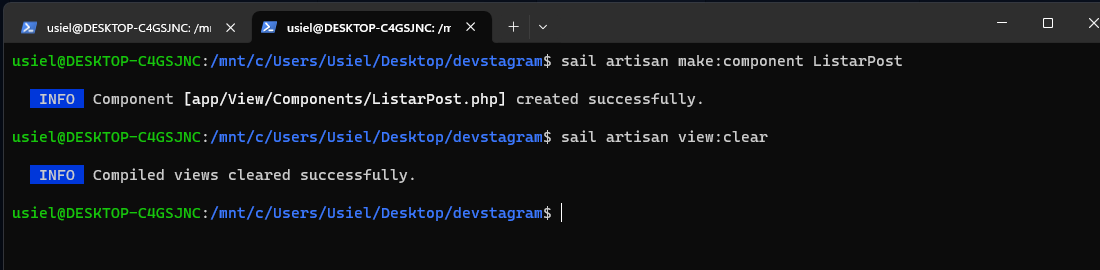 usiel@DESKTOP-C4GSJNC: /mı
usiel@DESKTOP-C4GSJNC: /m
usiel@DESKTOP-C4GSJNC:/mnt/c/Users/Usiel/Desktop/devstagram$ sail artisan make:component ListarPost
INFO Component [app/View/Components/ListarPost.php] created successfully.
usiel@DESKTOP-C4GSJNC:/mnt/c/Users/Usiel/Desktop/devstagram$ sail artisan view:clear
INFO Compiled views cleared successfully.
usiel@DESKTOP-C4GSJNC:/mnt/c/Users/Usiel/Desktop/devstagram$